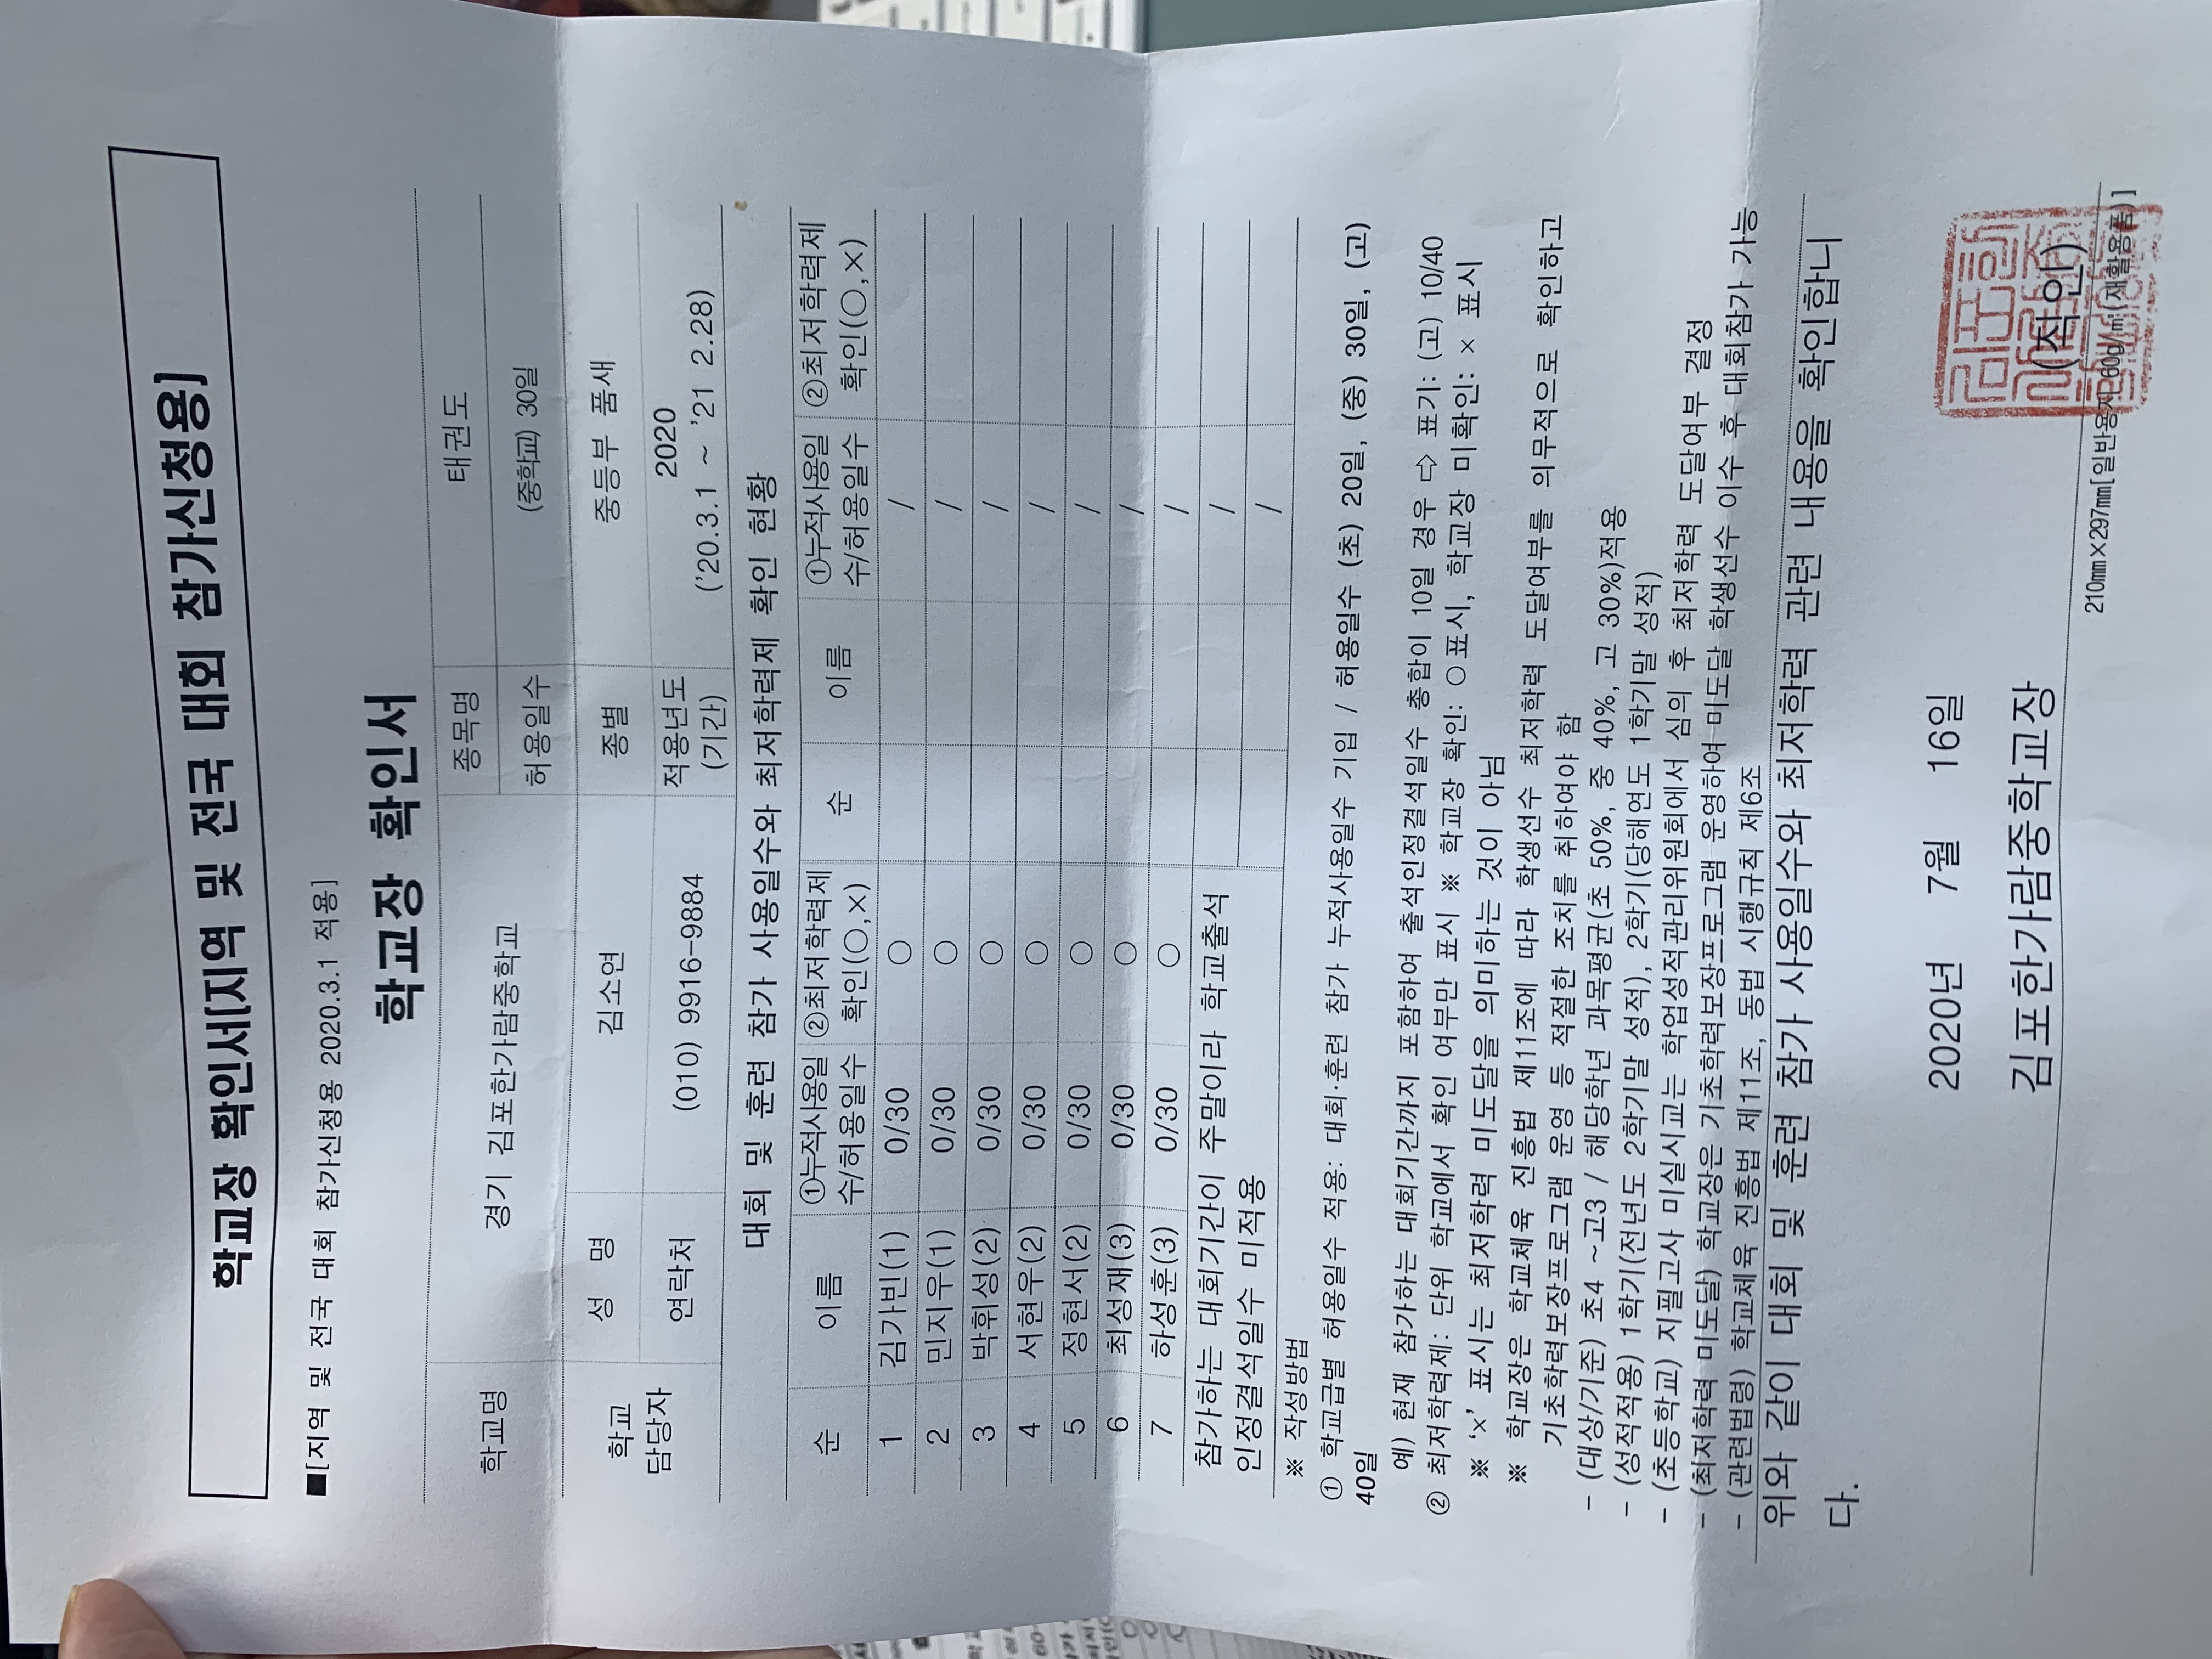 학교장 확인서[지역 및 전국 대회 참가신청용]
■[지역 및 전국 대회 참가신청용 2020.3.1 적용]
학교장 확인서
학교명 경기 김포한가람중학교 종목명 태권도
허용일수 (중학교) 30일
학교 담당자 성 명 김소연 종별 중등부 품새
연락처 (010) 9916-9884 적용년도 (기간) 2020 ('20.3.1 ~ '21 2.28)
대회 및 훈련 참가 사용일수와 최저학력제 확인 현황
순 이름 ①누적사용일 ②최저학력제 순 이름 ①누적사용일 ②최저학력제
수/허용일수 확인(○,×) 수/허용일수 확인(○,×)
1 김가빈(1) 0/30 ○ /
2 민지우(1) 0/30 ○ /
3 박휘성(2) 0/30 ○ /
4 서현우(2) 0/30 ○ /
5 정현서(2) 0/30 ○ /
6 최성재(3) 0/30 ○ /
7 하성훈(3) 0/30 ○ /
참가하는 대회기간이 주말이라 학교출석 /
인정결석일수 미적용 /
※ 작성방법
① 학교급별 허용일수 적용: 대회·훈련 참가 누적사용일수 기입 / 허용일수 (초) 20일, (중) 30일, (고)
40일
예) 현재 참가하는 대회기간까지 포함하여 출석인정결석일수 총합이 10일 경우 ⇨ 표기: (고) 10/40
② 최저학력제: 단위 학교에서 확인 여부만 표시 ※ 학교장 확인: ○표시, 학교장 미확인: × 표시
※ '×' 표시는 최저학력 미도달을 의미하는 것이 아님
※ 학교장은 학교체육 진흥법 제11조에 따라 학생선수 최저학력 도달여부를 의무적으로 확인하고
기초학력보장프로그램 운영 등 적절한 조치를 취하여야 함
- (대상/기준) 초4 ~고3 / 해당학년 과목평균(초 50%, 중 40%, 고 30%)적용
- (성적적용) 1학기(전년도 2학기말 성적), 2학기(당해연도 1학기말 성적)
- (초등학교) 지필고사 미실시교는 학업성적관리위원회에서 심의 후 최저학력 도달여부 결정
- (최저학력 미도달) 학교장은 기초학력보장프로그램 운영하여 미도달 학생선수 이수 후 대회참가 가능
- (관련법령) 학교체육 진흥법 제11조, 동법 시행규칙 제6조
위와 같이 대회 및 훈련 참가 사용일수와 최저학력 관련 내용을 확인합니
다.
2020년 7월 16일
김포한가람중학교장 (직인)
210mm×297mm[일반용지 60g/㎡(재활용품)]